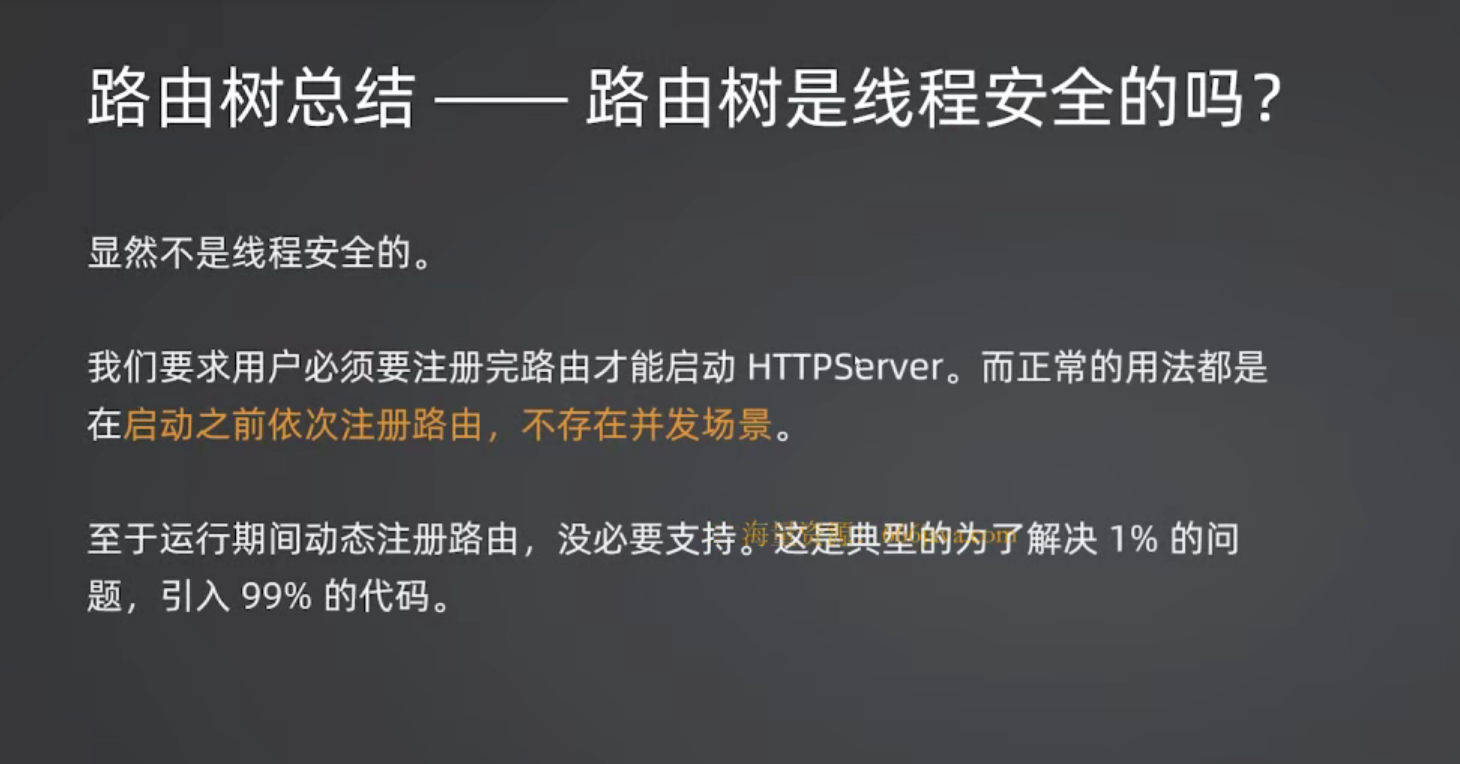 路由树总结 —— 路由树是线程安全的吗？
显然不是线程安全的。
我们要求用户必须要注册完路由才能启动 HTTPServer。而正常的用法都是
在启动之前依次注册路由，不存在并发场景。
至于运行期间动态注册路由，没必要支持。这是典型的为了解决 1% 的问
题，引入 99% 的代码。